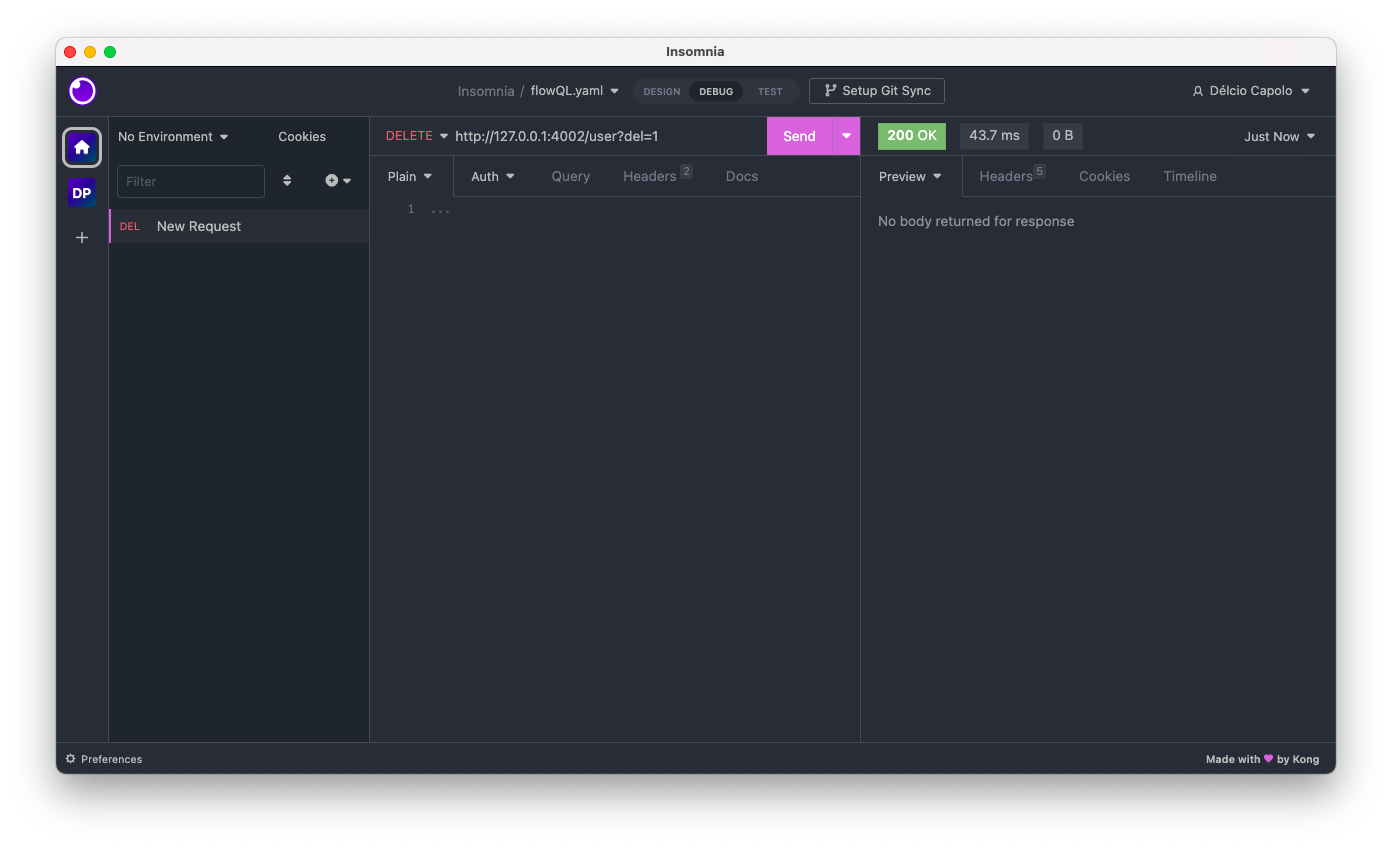 Insomnia
Insomnia / flowQL.yaml
DESIGN DEBUG TEST
Setup Git Sync
Délcio Capolo
DP
No Environment
Cookies
Filter
DEL New Request
DELETE http://127.0.0.1:4002/user?del=1
Send
Plain Auth Query Headers 2 Docs
1 ...
200 OK 43.7 ms 0 B Just Now
Preview Headers 5 Cookies Timeline
No body returned for response
Preferences
Made with by Kong